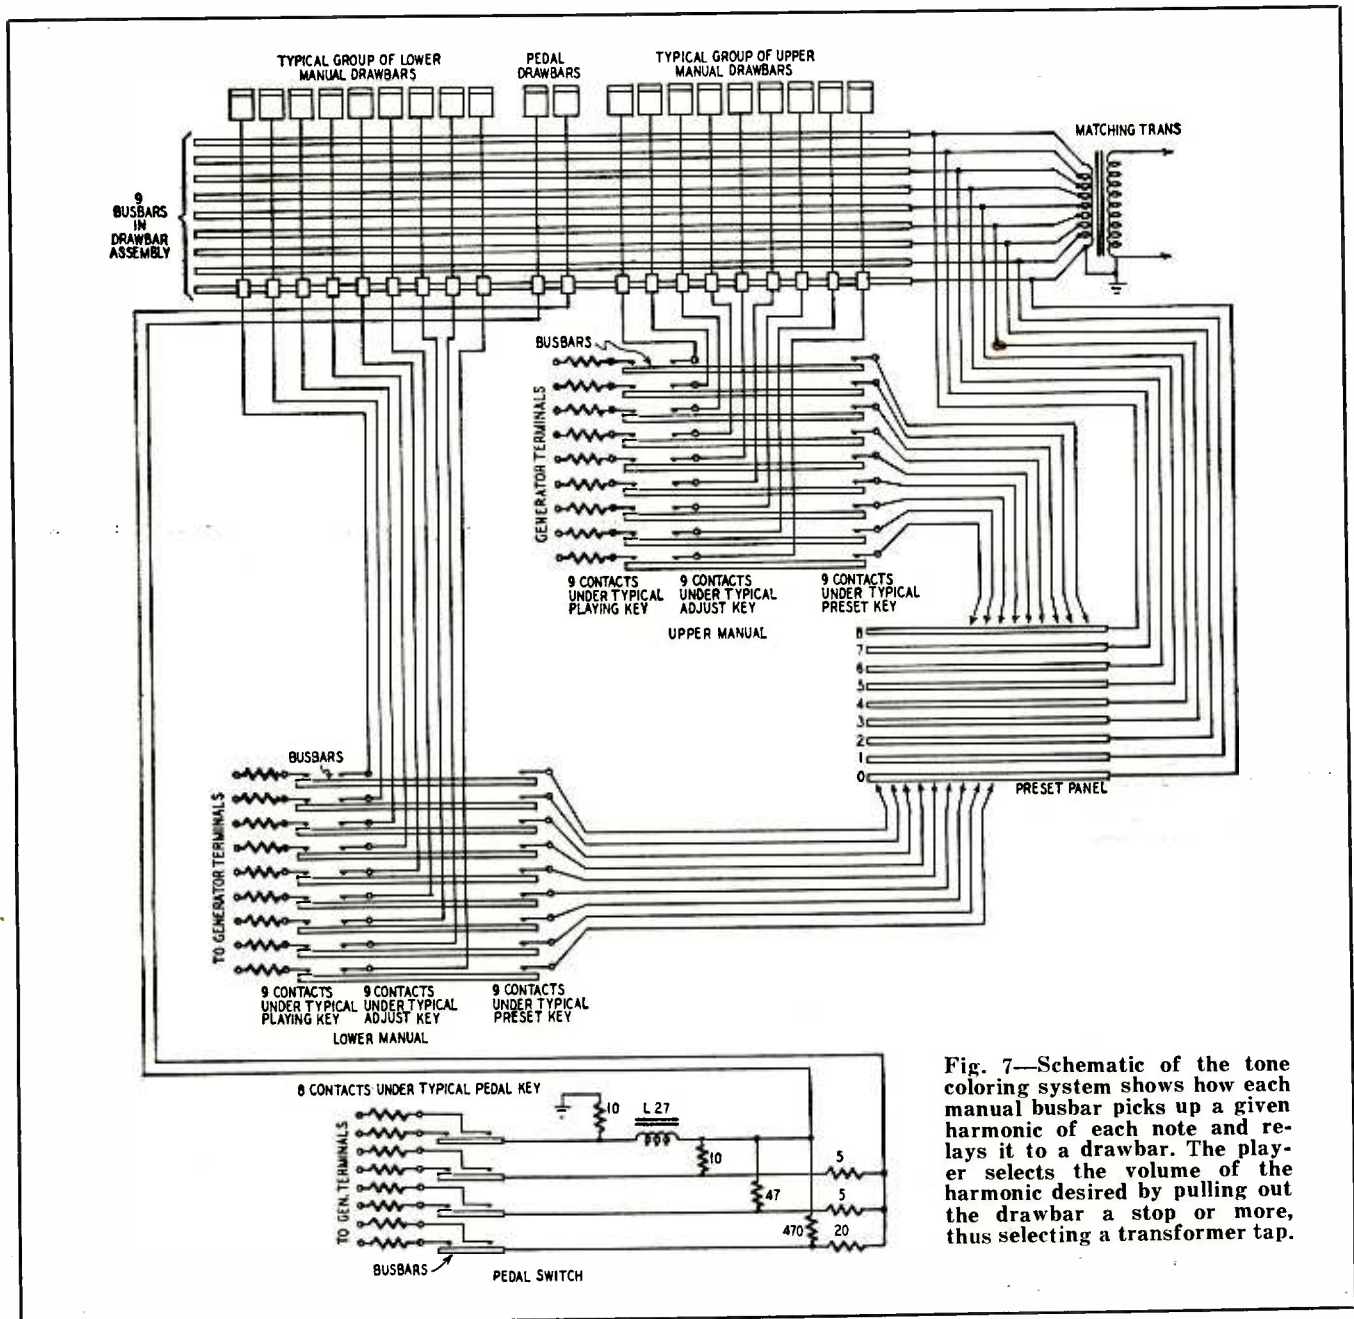 TYPICAL GROUP OF LOWER
MANUAL DRAWBARS
PEDAL
DRAWBARS
TYPICAL GROUP OF UPPER
MANUAL DRAWBARS
MATCHING TRANS
9
BUSBARS
IN
DRAWBAR
ASSEMBLY
BUSBARS
GENERATOR TERMINALS
9 CONTACTS
UNDER TYPICAL
PLAYING KEY
9 CONTACTS
UNDER TYPICAL
ADJUST KEY
9 CONTACTS
UNDER TYPICAL
PRESET KEY
UPPER MANUAL
8
7
6
5
4
3
2
1
0
PRESET PANEL
BUSBARS
TO GENERATOR TERMINALS
9 CONTACTS
UNDER TYPICAL
PLAYING KEY
9 CONTACTS
UNDER TYPICAL
ADJUST KEY
9 CONTACTS
UNDER TYPICAL
PRESET KEY
LOWER MANUAL
8 CONTACTS UNDER TYPICAL PEDAL KEY
TO GEN. TERMINALS
10
L 27
10
5
47
5
470
20
BUSBARS
PEDAL SWITCH
Fig. 7—Schematic of the tone
coloring system shows how each
manual busbar picks up a given
harmonic of each note and re-
lays it to a drawbar. The play-
er selects the volume of the
harmonic desired by pulling out
the drawbar a stop or more,
thus selecting a transformer tap.